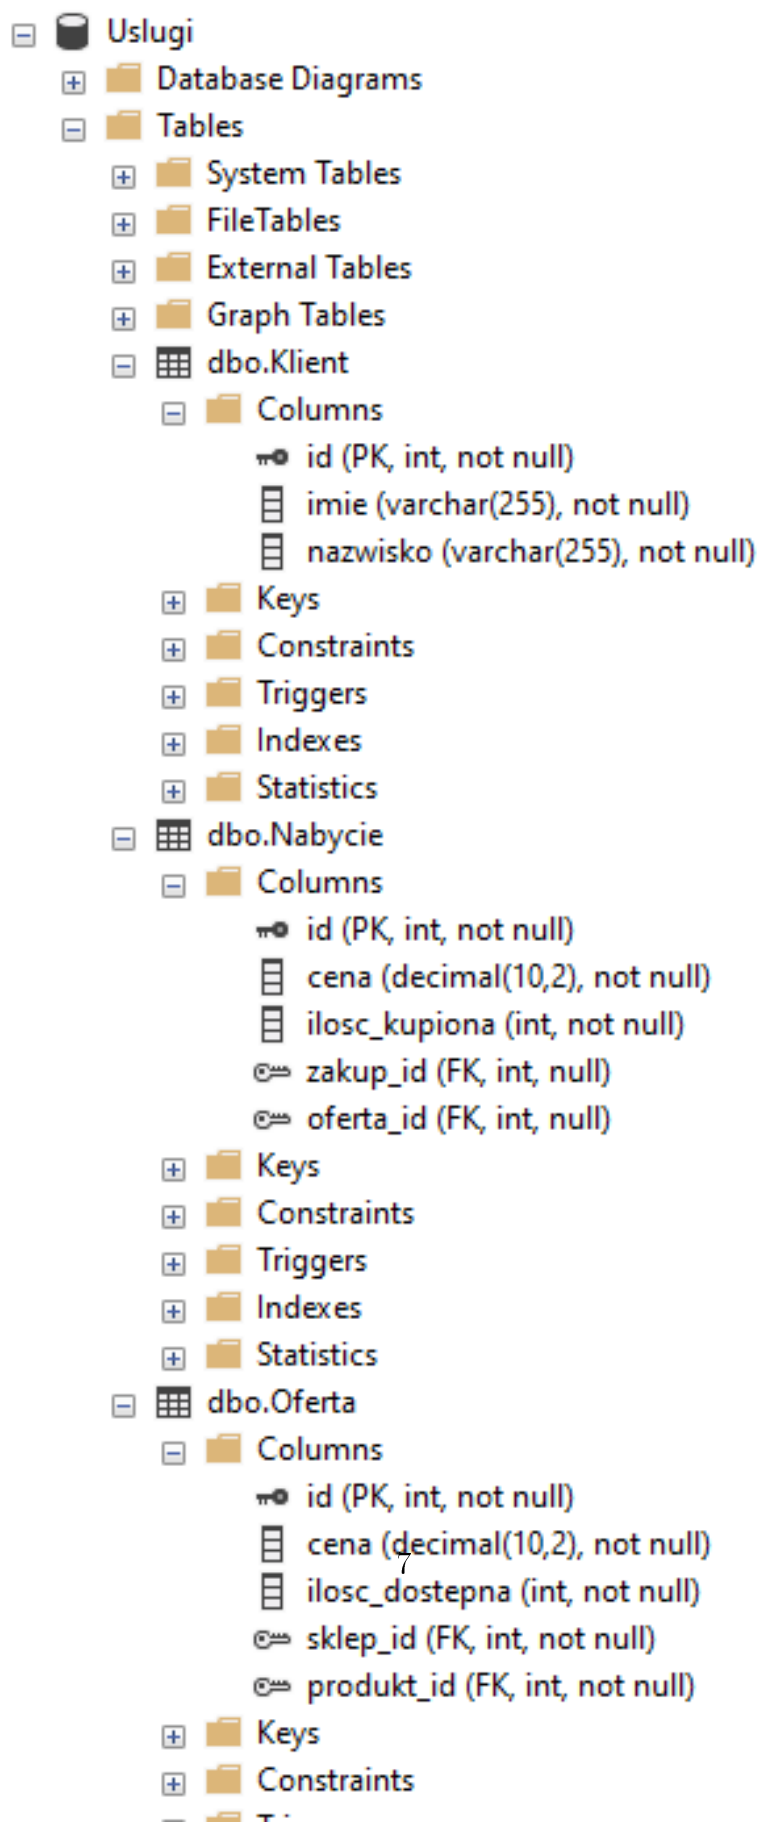 Uslugi
Database Diagrams
Tables
System Tables
FileTables
External Tables
Graph Tables
dbo.Klient
Columns
id (PK, int, not null)
imie (varchar(255), not null)
nazwisko (varchar(255), not null)
Keys
Constraints
Triggers
Indexes
Statistics
dbo.Nabycie
Columns
id (PK, int, not null)
cena (decimal(10,2), not null)
ilosc_kupiona (int, not null)
zakup_id (FK, int, null)
oferta_id (FK, int, null)
Keys
Constraints
Triggers
Indexes
Statistics
dbo.Oferta
Columns
id (PK, int, not null)
cena (decimal(10,2), not null)
7
ilosc_dostepna (int, not null)
sklep_id (FK, int, not null)
produkt_id (FK, int, not null)
Keys
Constraints